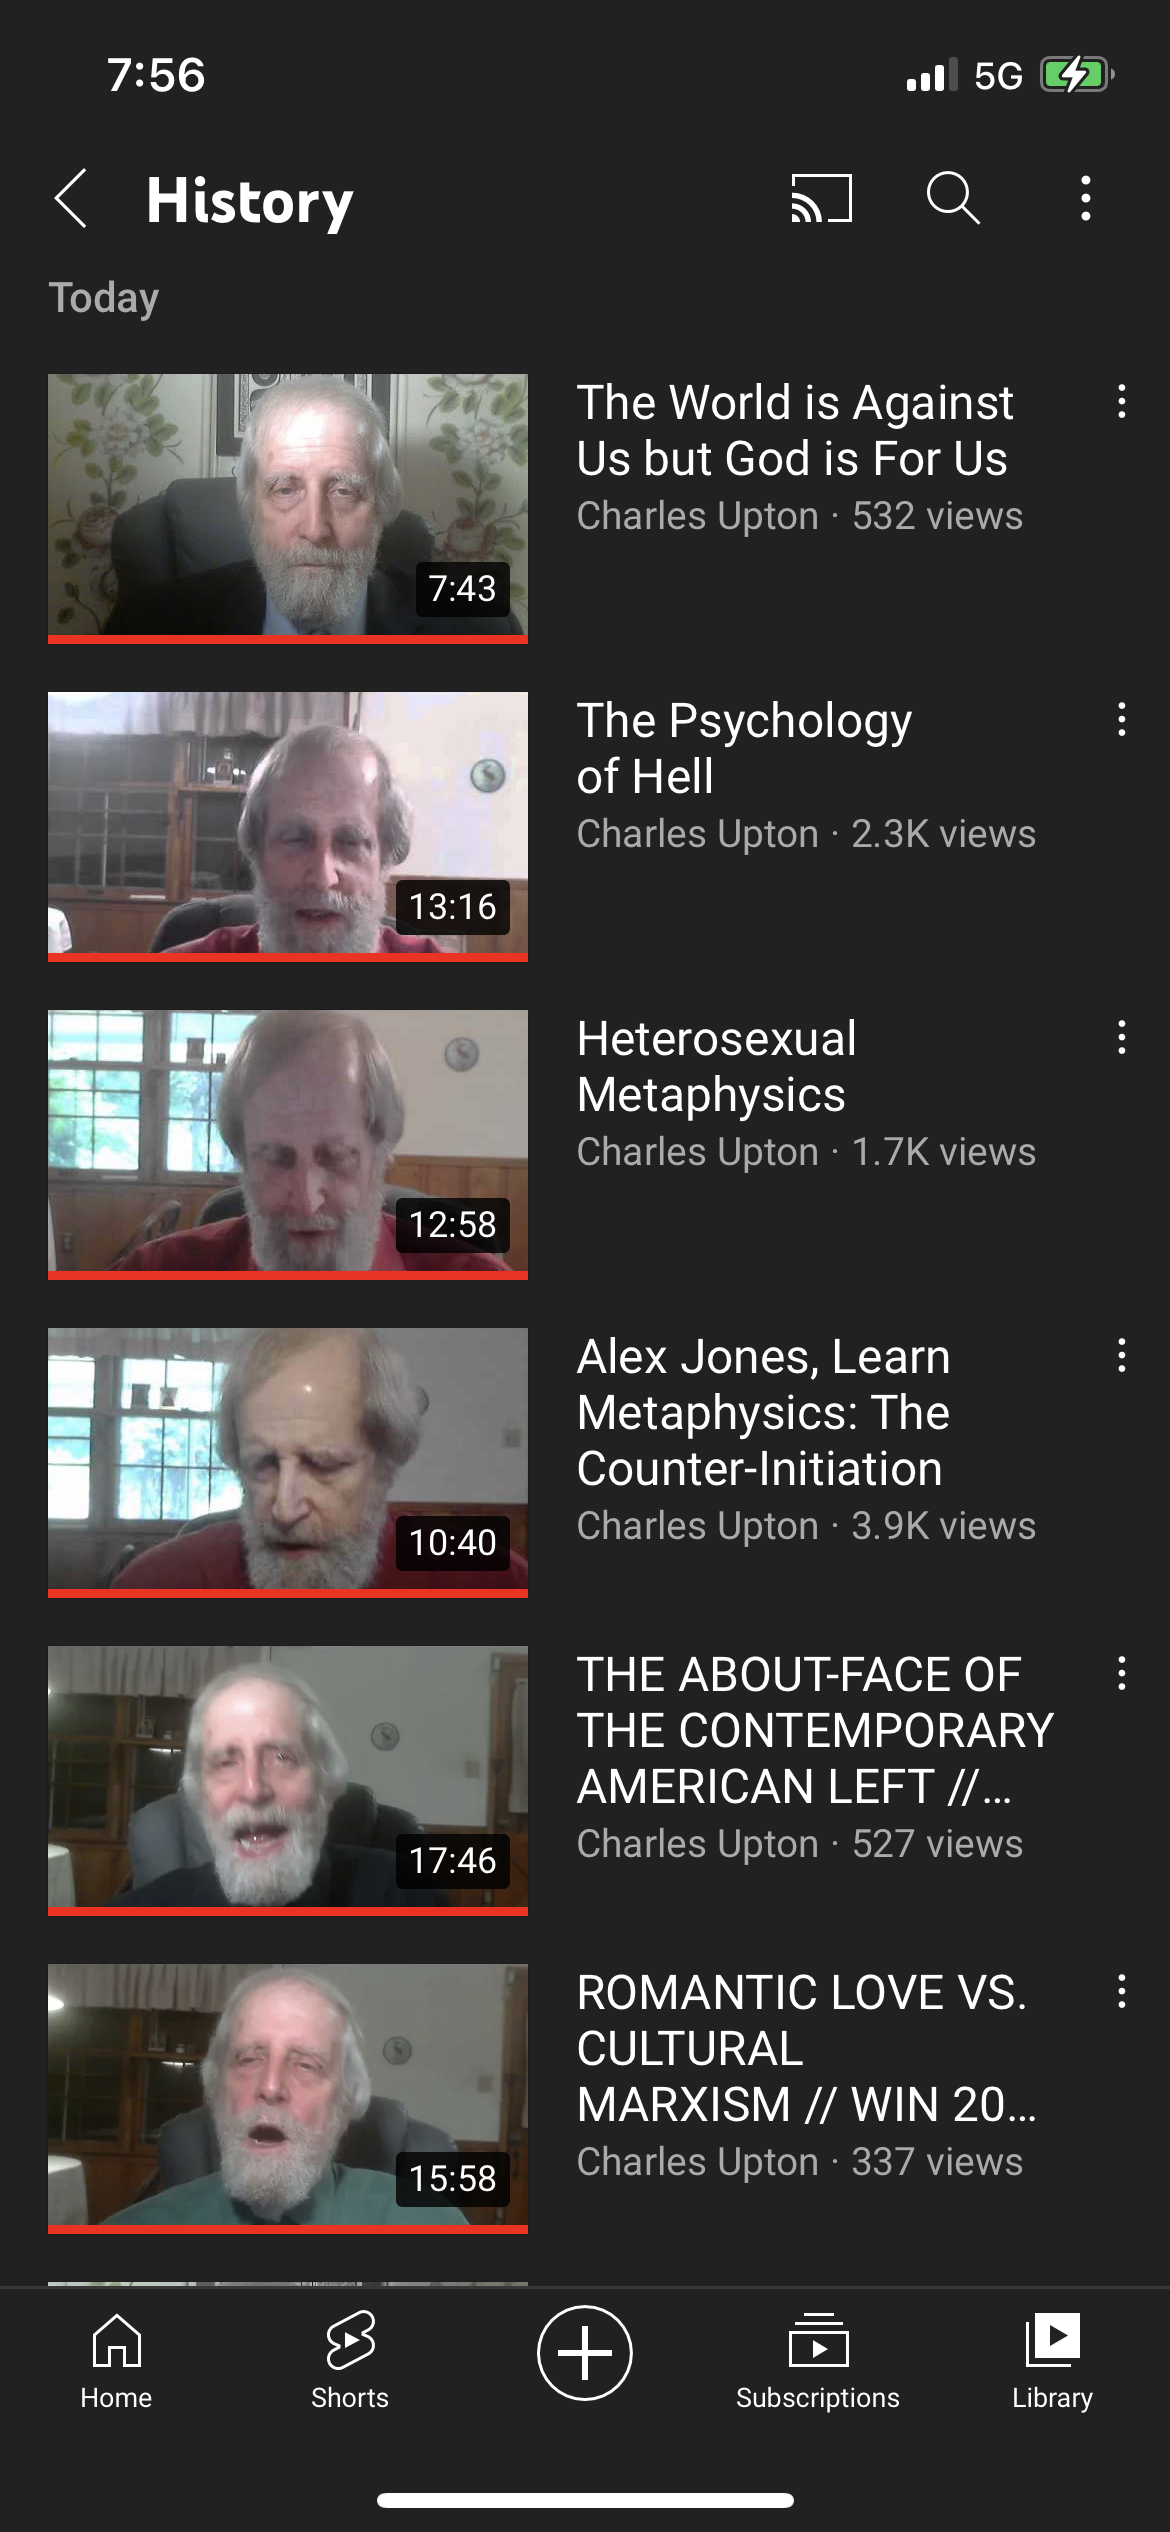 7:56
5G
History
Today
The World is Against
Us but God is For Us
Charles Upton · 532 views
7:43
The Psychology
of Hell
Charles Upton · 2.3K views
13:16
Heterosexual
Metaphysics
Charles Upton · 1.7K views
12:58
Alex Jones, Learn
Metaphysics: The
Counter-Initiation
Charles Upton · 3.9K views
10:40
THE ABOUT-FACE OF
THE CONTEMPORARY
AMERICAN LEFT //...
Charles Upton · 527 views
17:46
ROMANTIC LOVE VS.
CULTURAL
MARXISM // WIN 20...
Charles Upton · 337 views
15:58
Home
Shorts
Subscriptions
Library